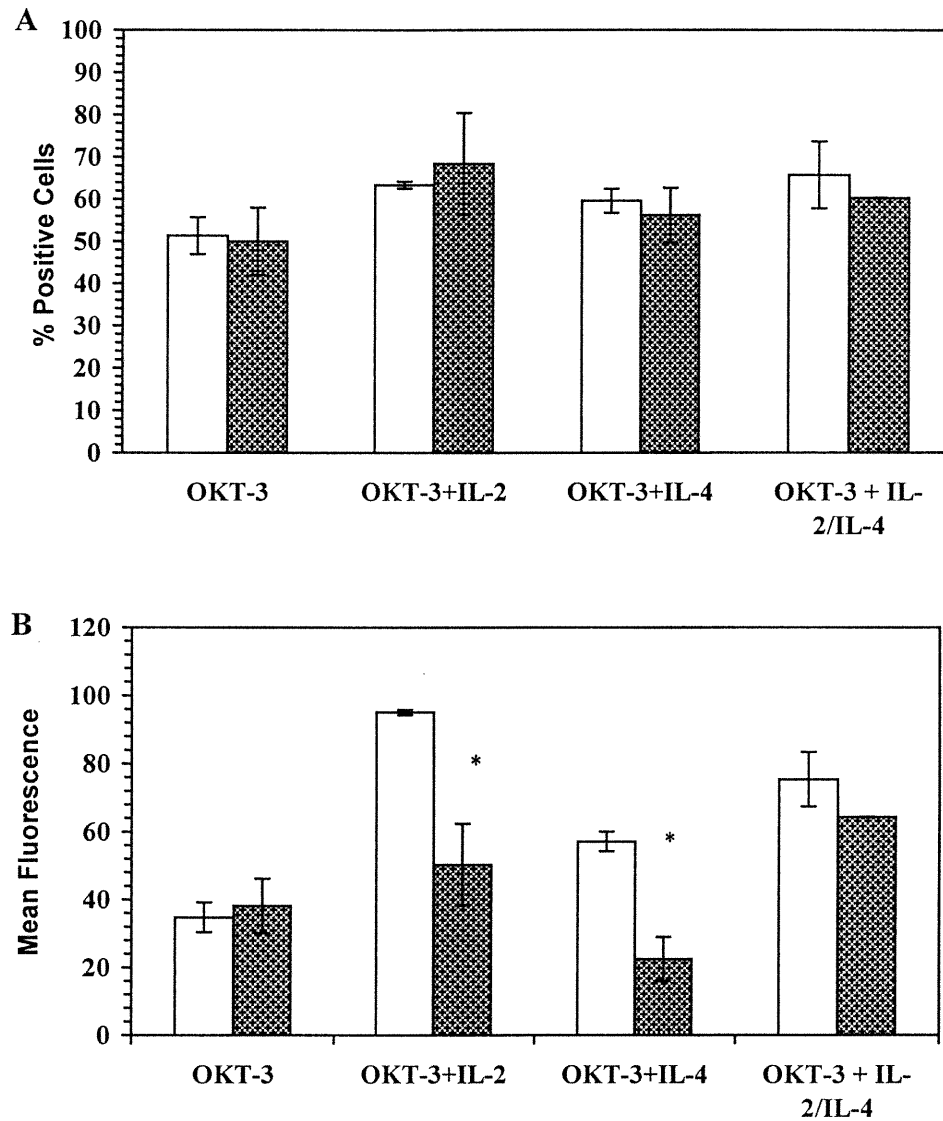 A
100
90
80
70
60
50
40
30
20
10
0
% Positive Cells
OKT-3
OKT-3+IL-2
OKT-3+IL-4
OKT-3 + IL-
2/IL-4
B
120
100
80
60
40
20
0
Mean Fluorescence
*
*
OKT-3
OKT-3+IL-2
OKT-3+IL-4
OKT-3 + IL-
2/IL-4